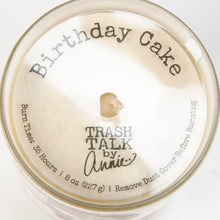 Birthday Cake
TRASH
TALK
by
Annie
Burn Time: 35 Hours | 8 oz (227g) | Remove Dust Cover Before Burning